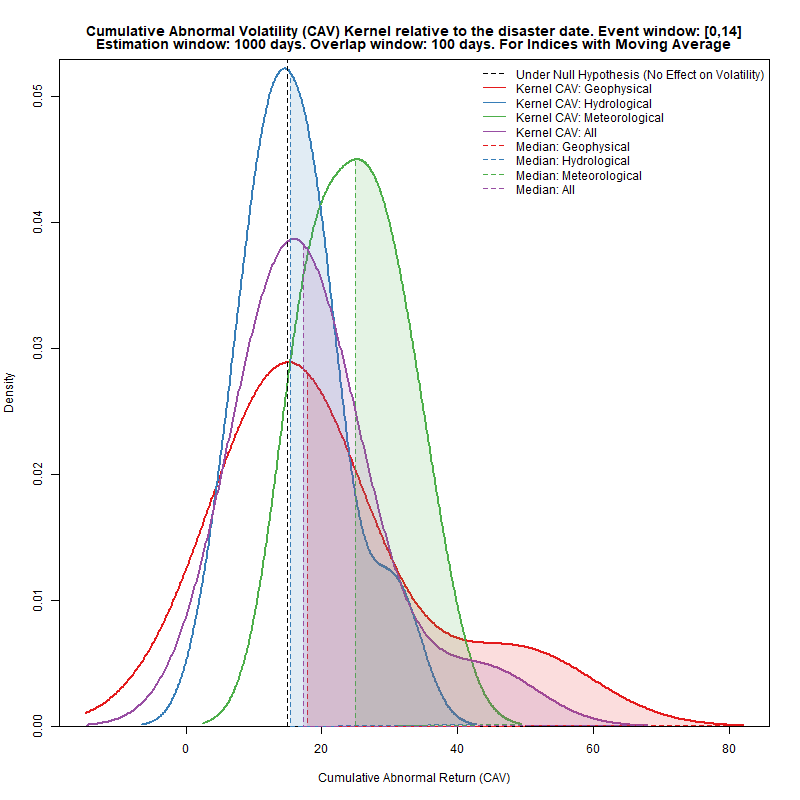 Cumulative Abnormal Volatility (CAV) Kernel relative to the disaster date. Event window: [0,14]
Estimation window: 1000 days. Overlap window: 100 days. For Indices with Moving Average
Under Null Hypothesis (No Effect on Volatility)
Kernel CAV: Geophysical
Kernel CAV: Hydrological
Kernel CAV: Meteorological
Kernel CAV: All
Median: Geophysical
Median: Hydrological
Median: Meteorological
Median: All
0.05
0.04
0.03
0.02
0.01
0.00
Density
0 20 40 60 80
Cumulative Abnormal Return (CAV)